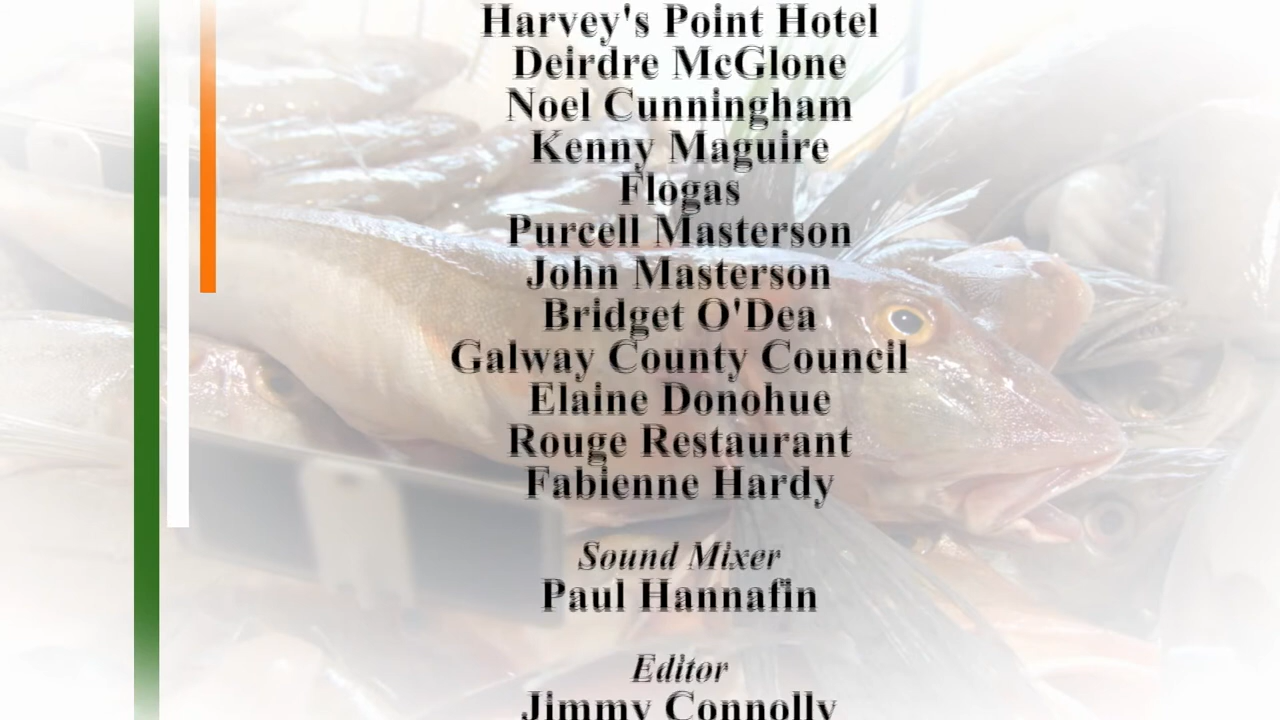 Harvey's Point Hotel
Deirdre McGlone
Noel Cunningham
Kenny Maguire
Flogas
Purcell Masterson
John Masterson
Bridget O'Dea
Galway County Council
Elaine Donohue
Rouge Restaurant
Fabienne Hardy
Sound Mixer
Paul Hannafin
Editor
Jimmy Connolly